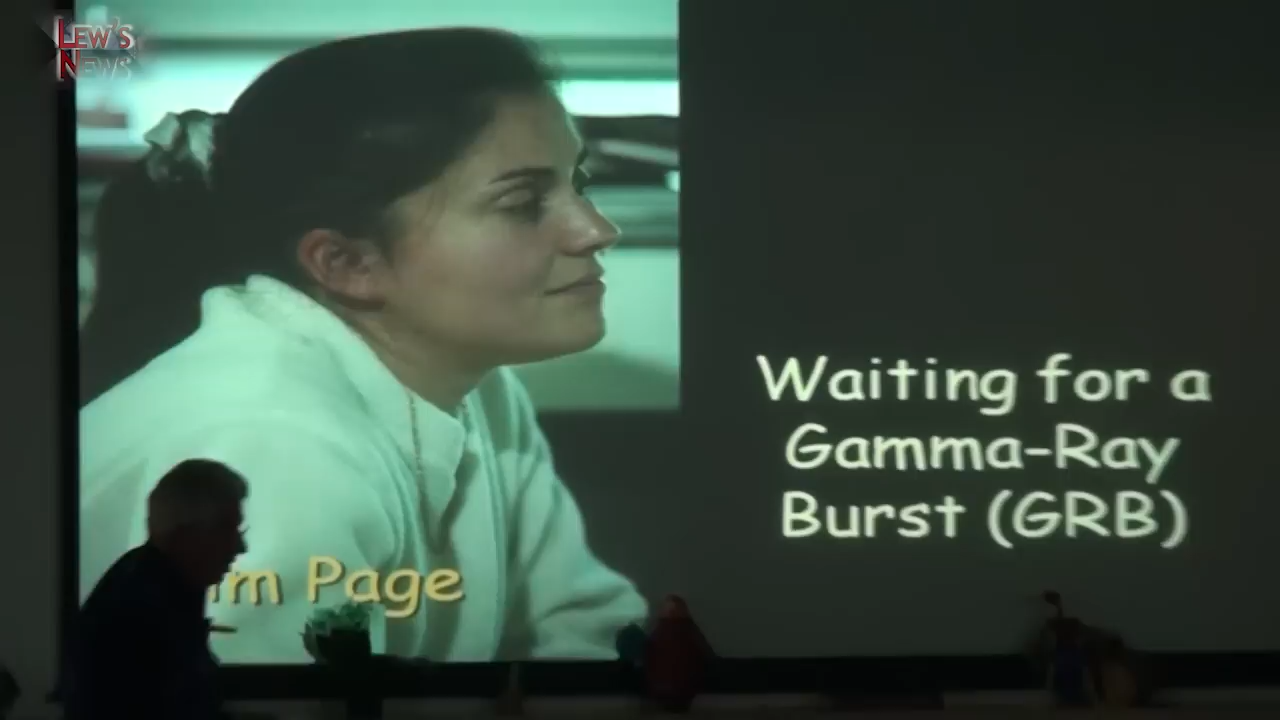 LEW'S
NEWS
Waiting for a
Gamma-Ray
Burst (GRB)
Page